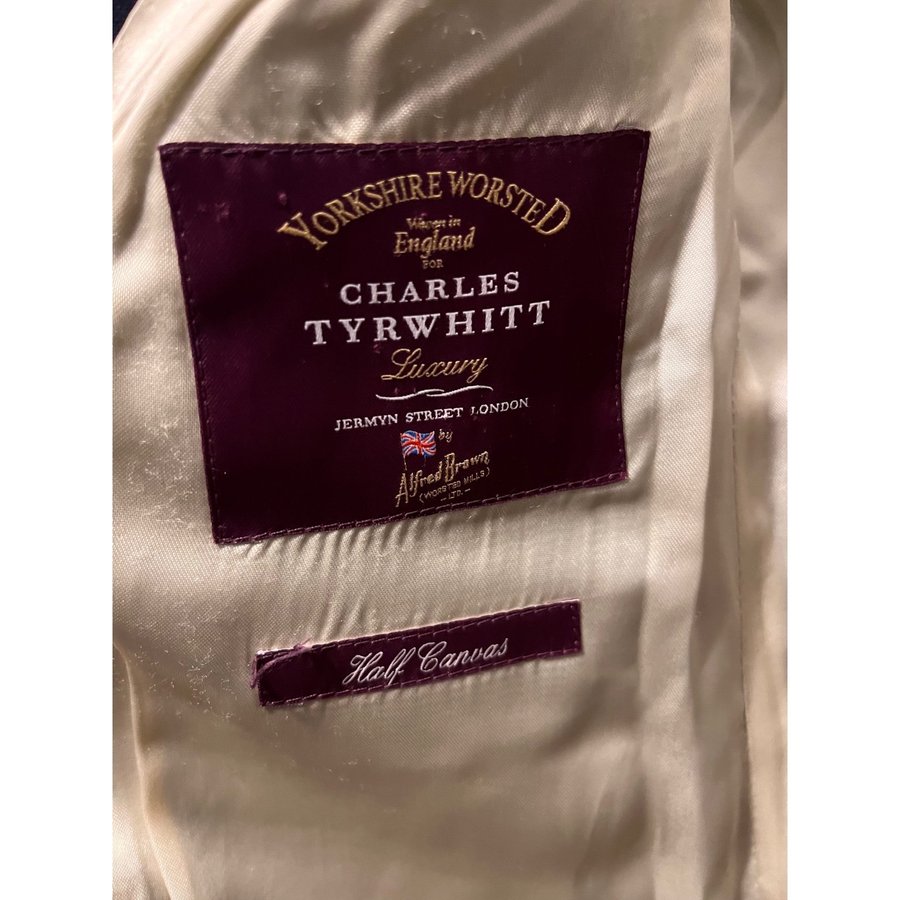 YORKSHIRE WORSTED
Woven in
England
FOR
CHARLES
TYRWHITT
Luxury
JERMYN STREET LONDON
by
Alfred Brown
(WORSTED MILLS)
- LTD. -
Half Canvas